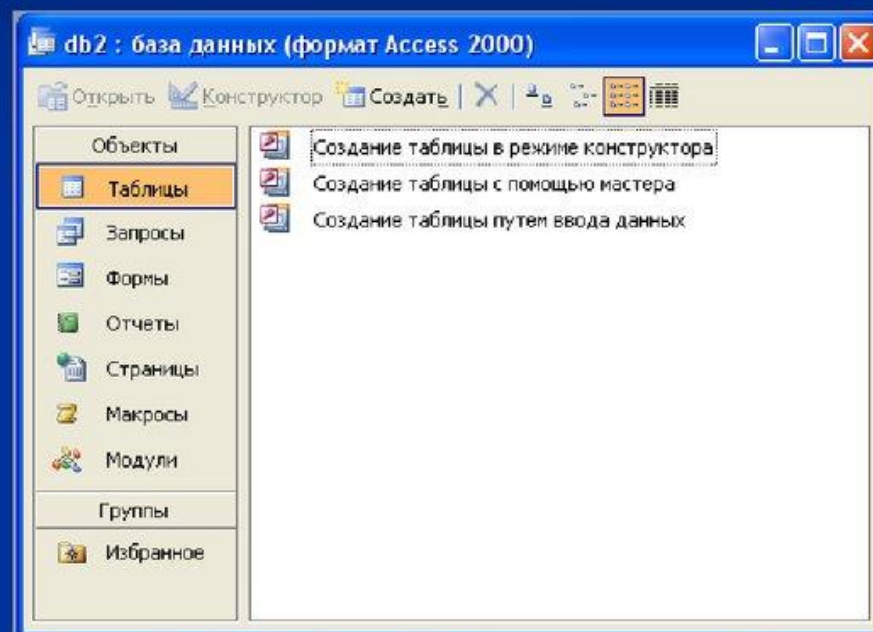 db2 : база данных (формат Access 2000)
Открыть Конструктор Создать
Объекты
Таблицы
Запросы
Формы
Отчеты
Страницы
Макросы
Модули
Группы
Избранное
Создание таблицы в режиме конструктора
Создание таблицы с помощью мастера
Создание таблицы путем ввода данных